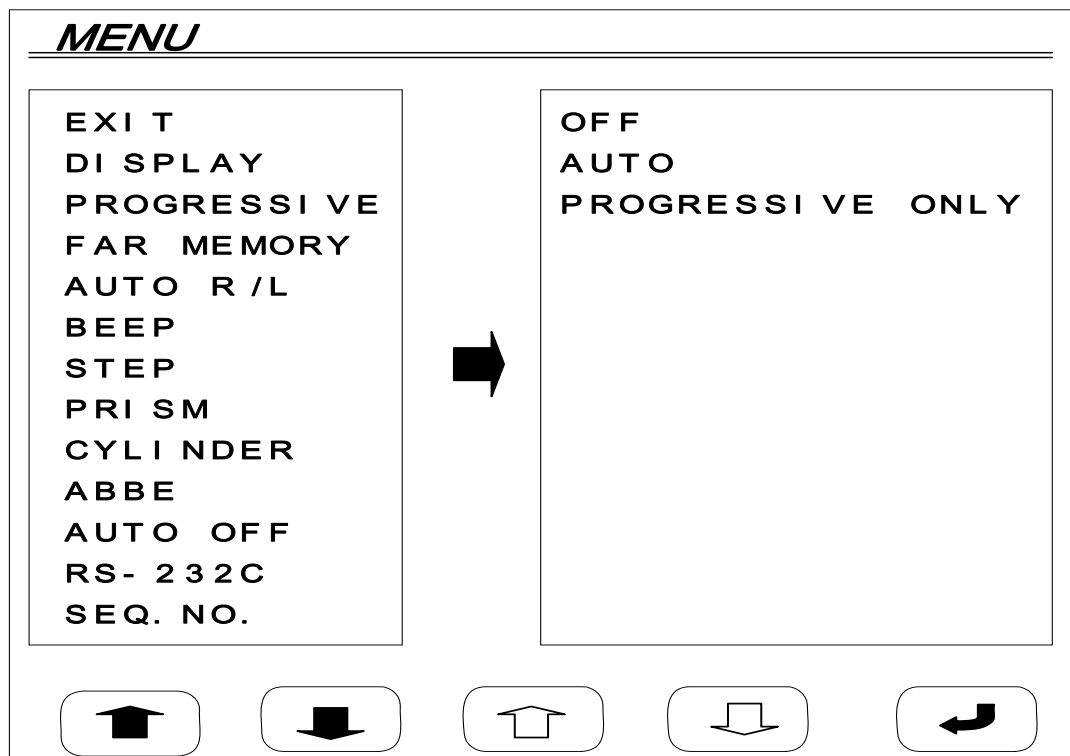 MENU
EXIT
DISPLAY
PROGRESSIVE
FAR MEMORY
AUTO R/L
BEEP
STEP
PRISM
CYLINDER
ABBE
AUTO OFF
RS-232C
SEQ. NO.
OFF
AUTO
PROGRESSIVE ONLY